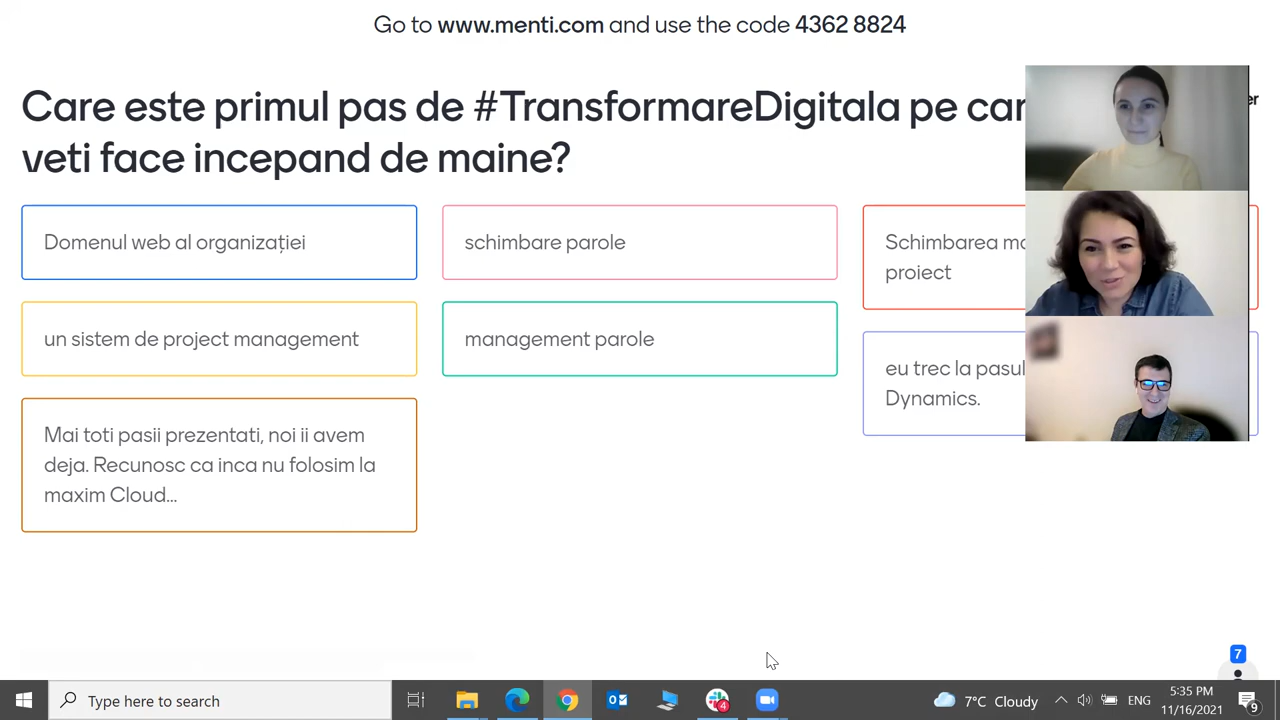 Go to www.menti.com and use the code 4362 8824
Care este primul pas de #TransformareDigitala pe car
veti face incepand de maine?
Domenul web al organizației
schimbare parole
Schimbarea
proiect
un sistem de project management
management parole
eu trec la pasul
Dynamics.
Mai toti pasii prezentati, noi ii avem
deja. Recunosc ca inca nu folosim la
maxim Cloud...
7
Type here to search
4
7°C Cloudy
ENG
5:35 PM
11/16/2021
9